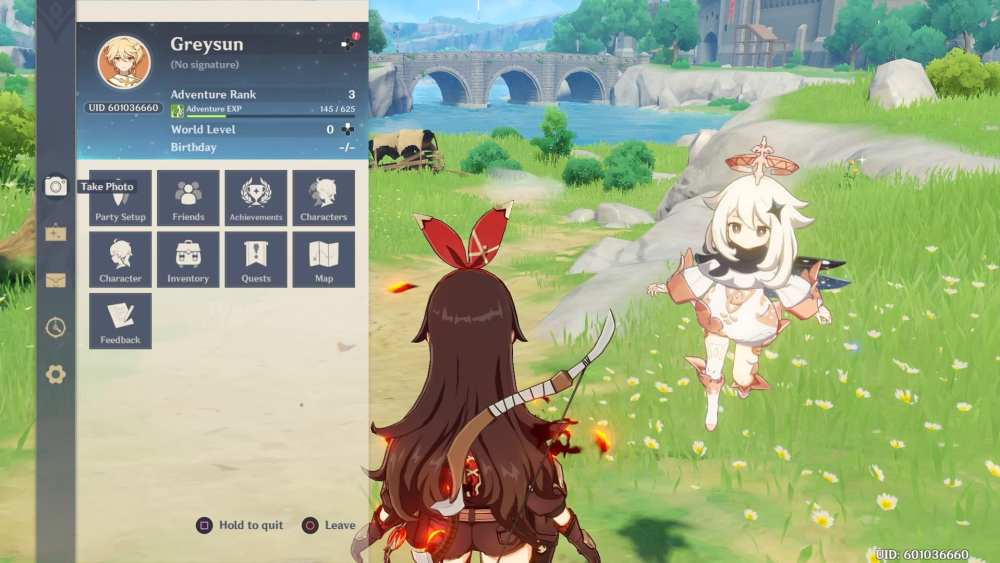 Greysun
(No signature)
UID 601036660
Adventure Rank 3
Adventure EXP 145 / 625
World Level 0
Birthday -/-
Take Photo
Party Setup
Friends
Achievements
Characters
Character
Inventory
Quests
Map
Feedback
Hold to quit
Leave
UID: 601036660